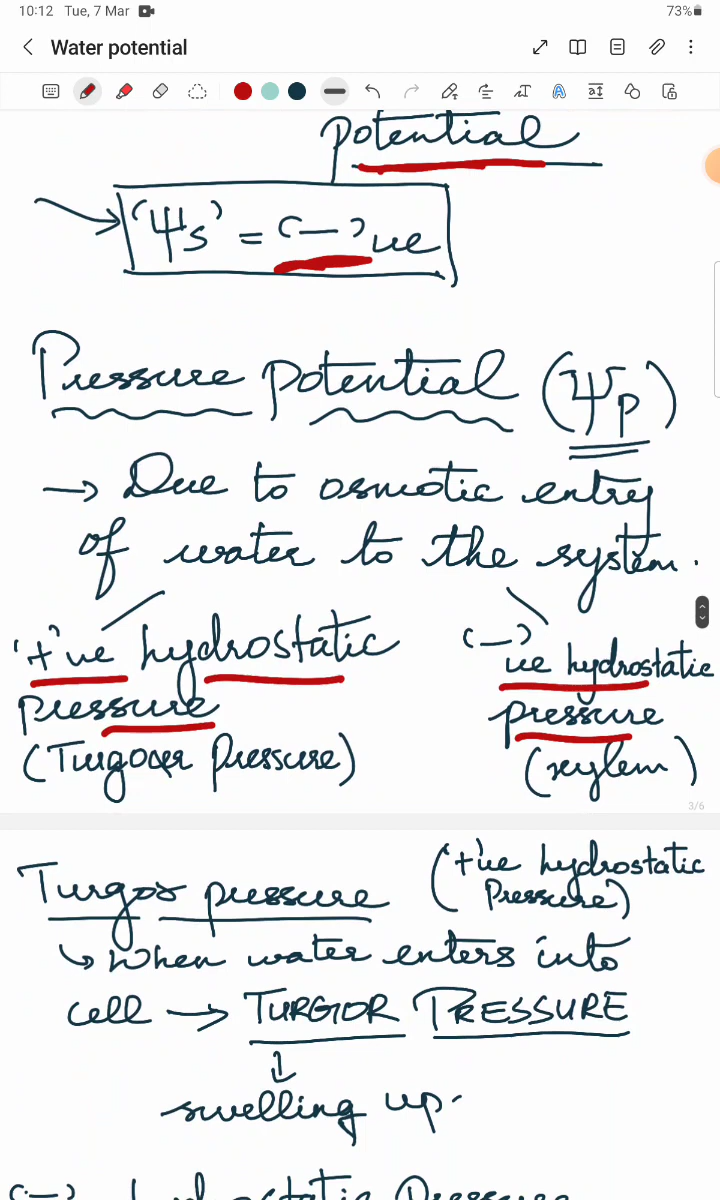 10:12 Tue, 7 Mar 73%
Water potential
potential
'Ψs' = (—)ve
Pressure Potential (Ψp)
→ Due to osmotic entry
of water to the system.
'+'ve hydrostatic
pressure
(Turgour Pressure)
(—)
ve hydrostatic
pressure
(xylem)
3/6
Turgor pressure ('+'ve hydrostatic
Pressure)
↳ When water enters into
cell → TURGIOR PRESSURE
↓
swelling up.